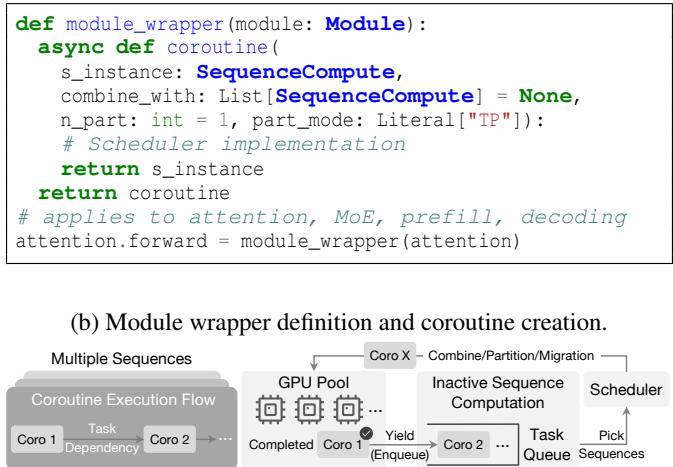 def module_wrapper(module: Module):
  async def coroutine(
    s_instance: SequenceCompute,
    combine_with: List[SequenceCompute] = None,
    n_part: int = 1, part_mode: Literal["TP"]):
    # Scheduler implementation
    return s_instance
  return coroutine
# applies to attention, MoE, prefill, decoding
attention.forward = module_wrapper(attention)
(b) Module wrapper definition and coroutine creation.
Multiple Sequences
Coroutine Execution Flow
Coro 1
Task
Dependency
Coro 2
...
Coro X
Combine/Partition/Migration
GPU Pool
...
Completed
Coro 1
Yield
(Enqueue)
Inactive Sequence
Computation
Coro 2
...
Task
Queue
Pick
Sequences
Scheduler